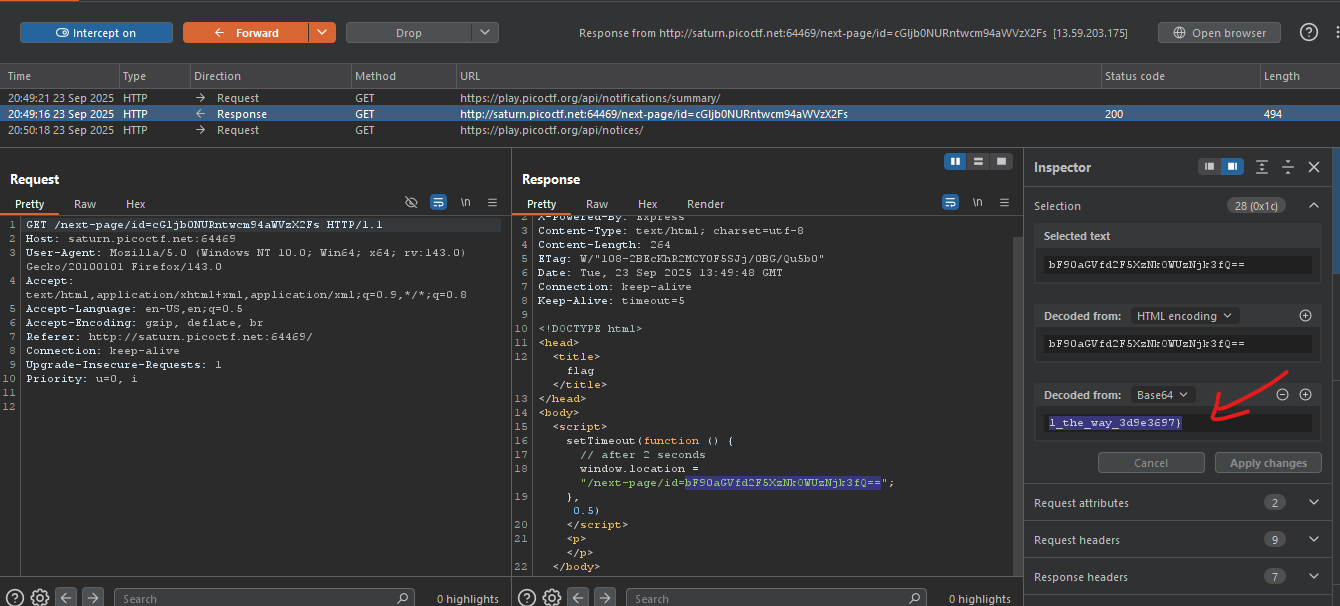 Intercept on
Forward
Drop
Response from http://saturn.picoctf.net:64469/next-page/id=cGljb0NURntwcm94aWVzX2Fs [13.59.203.175]
Open browser
Time Type Direction Method URL Status code Length
20:49:21 23 Sep 2025 HTTP → Request GET https://play.picoctf.org/api/notifications/summary/
20:49:16 23 Sep 2025 HTTP ← Response GET http://saturn.picoctf.net:64469/next-page/id=cGljb0NURntwcm94aWVzX2Fs 200 494
20:50:18 23 Sep 2025 HTTP → Request GET https://play.picoctf.org/api/notices/
Request
Pretty Raw Hex
\n
1 GET /next-page/id=cGljb0NURntwcm94aWVzX2Fs HTTP/1.1
2 Host: saturn.picoctf.net:64469
3 User-Agent: Mozilla/5.0 (Windows NT 10.0; Win64; x64; rv:143.0)
Gecko/20100101 Firefox/143.0
4 Accept:
text/html,application/xhtml+xml,application/xml;q=0.9,*/*;q=0.8
5 Accept-Language: en-US,en;q=0.5
6 Accept-Encoding: gzip, deflate, br
7 Referer: http://saturn.picoctf.net:64469/
8 Connection: keep-alive
9 Upgrade-Insecure-Requests: 1
10 Priority: u=0, i
11
12
Search
0 highlights
Response
Pretty Raw Hex Render
\n
2 X-Powered-By: Express
3 Content-Type: text/html; charset=utf-8
4 Content-Length: 264
5 ETag: W/"108-2BEcKhR2MCY0F5SJj/OBG/Qu5b0"
6 Date: Tue, 23 Sep 2025 13:49:48 GMT
7 Connection: keep-alive
8 Keep-Alive: timeout=5
9
10 <!DOCTYPE html>
11 <head>
12 <title>
flag
</title>
13 </head>
14 <body>
15 <script>
16 setTimeout(function () {
17 // after 2 seconds
18 window.location =
"/next-page/id=bF90aGVfd2F5XzNkOWUzNjk3fQ==";
19 },
0.5)
20 </script>
21 <p>
</p>
22 </body>
Search
0 highlights
Inspector
Selection 28 (0x1c)
Selected text
bF90aGVfd2F5XzNkOWUzNjk3fQ==
Decoded from: HTML encoding
bF90aGVfd2F5XzNkOWUzNjk3fQ==
Decoded from: Base64
l_the_way_3d9e3697}
Cancel
Apply changes
Request attributes 2
Request headers 9
Response headers 7